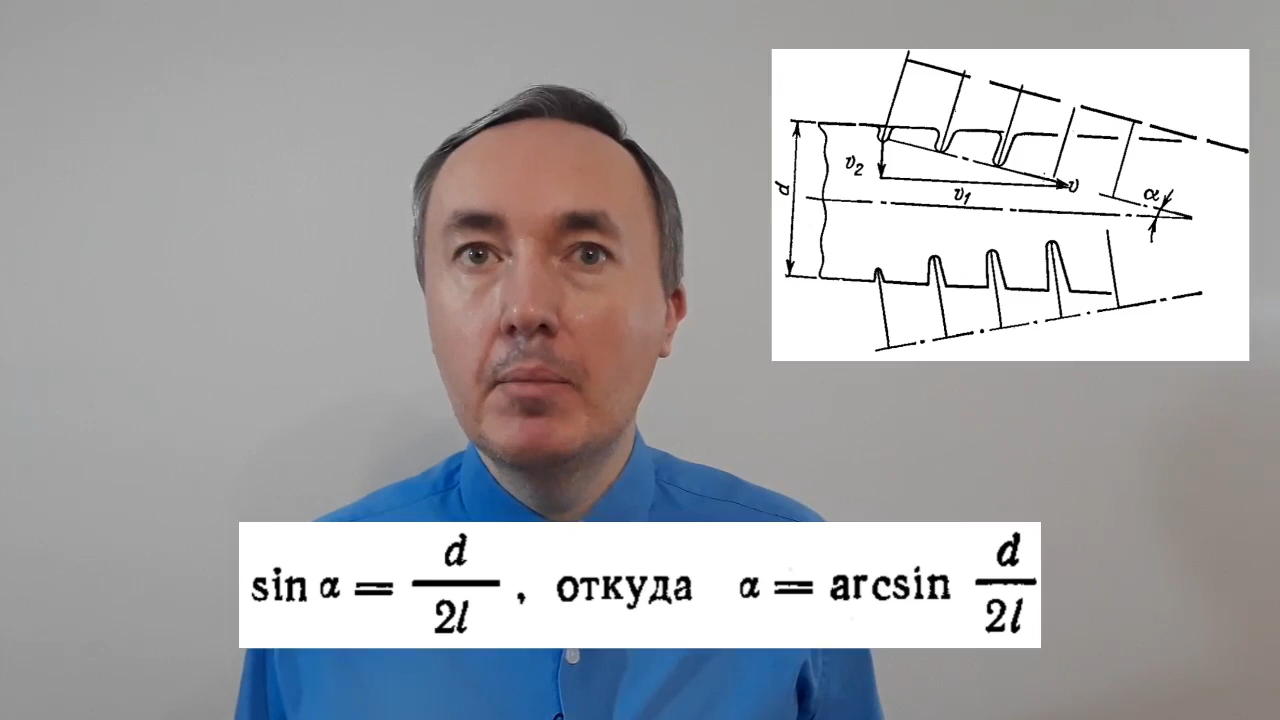 d
v₂
v₁
v
α
sin α = d/2l , откуда α = arcsin d/2l